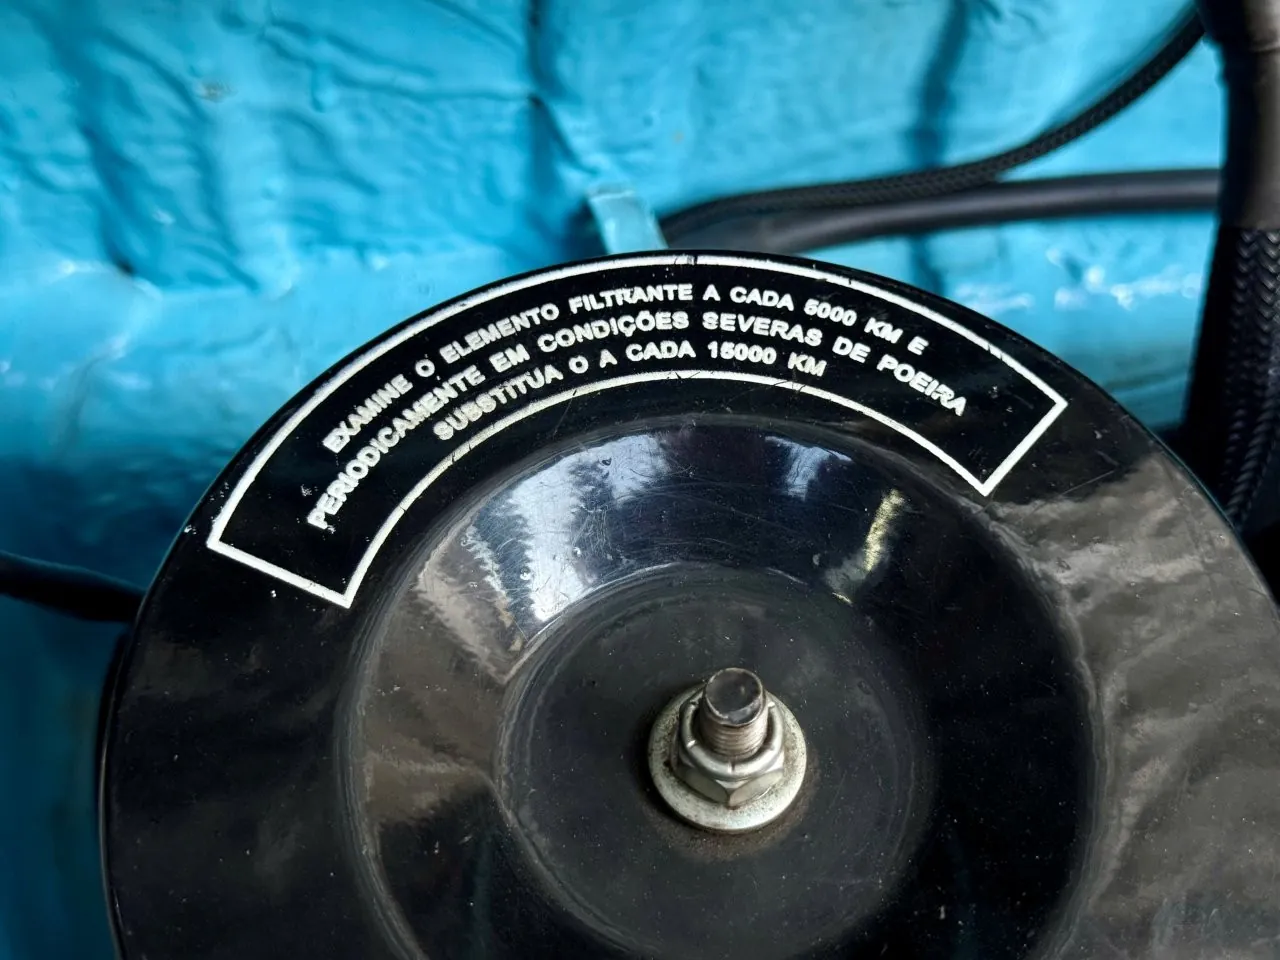 EXAMINE O ELEMENTO FILTRANTE A CADA 5000 KM E
PERIODICAMENTE EM CONDIÇÕES SEVERAS DE POEIRA
SUBSTITUA O A CADA 15000 KM